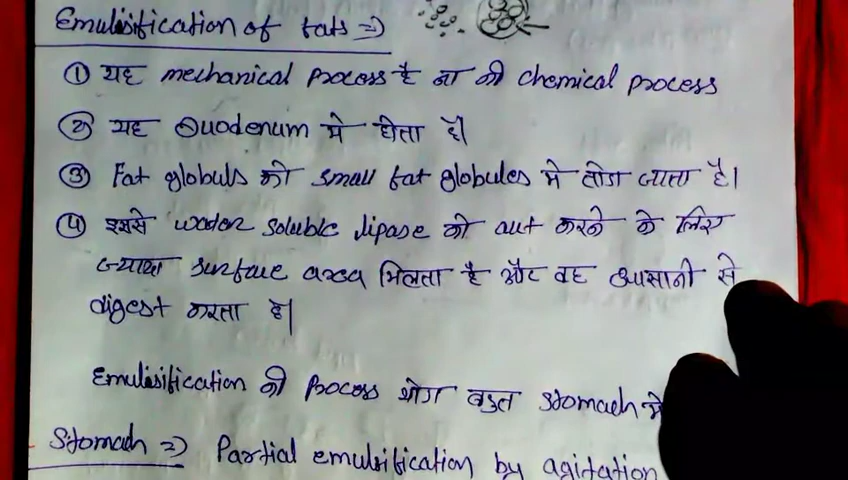 Emulisification of fats ⇒
① यह mechanical process है ना की chemical process
② यह Duodenum मे होता है।
③ Fat globuls को small fat globules मे तोडा जाता है।
④ इससे water soluble lipase को act करने के लिए
ज्यादा surface area मिलता है और वह आसानी से
digest करता है।
Emulisification की process थोडा बहुत stomach मे
Stomach ⇒ Partial emulsification by agitation